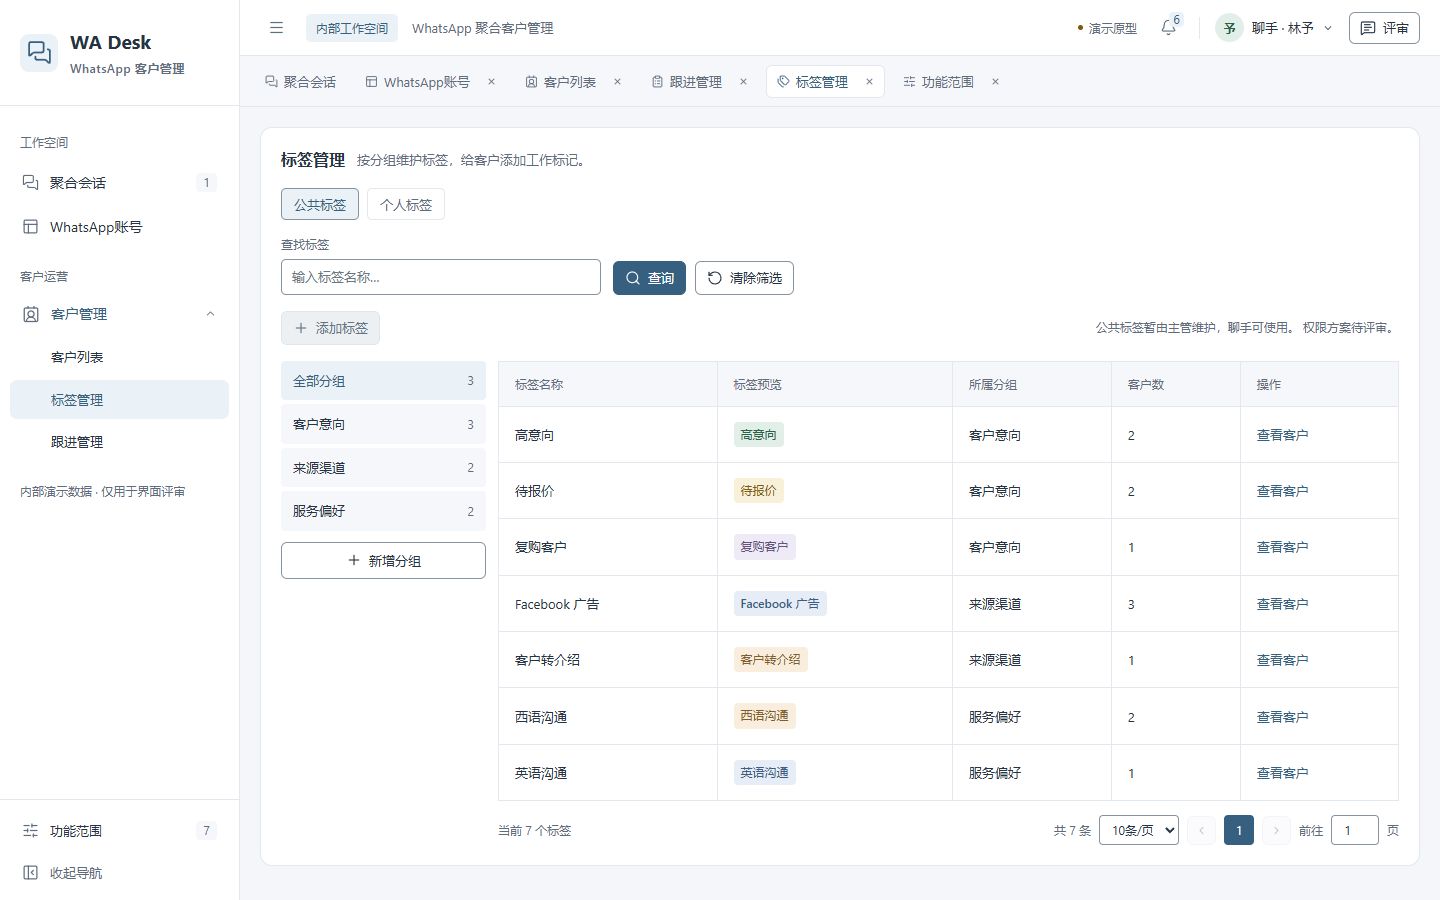 WA Desk
WhatsApp 客户管理
工作空间
聚合会话 1
WhatsApp账号
客户运营
客户管理
客户列表
标签管理
跟进管理
内部演示数据 · 仅用于界面评审
功能范围 7
收起导航
内部工作空间 WhatsApp 聚合客户管理
演示原型 6 予 聊手 · 林予 评审
聚合会话 WhatsApp账号 × 客户列表 × 跟进管理 × 标签管理 × 功能范围 ×
标签管理 按分组维护标签，给客户添加工作标记。
公共标签 个人标签
查找标签
输入标签名称... 查询 清除筛选
添加标签 公共标签暂由主管维护，聊手可使用。 权限方案待评审。
全部分组 3
客户意向 3
来源渠道 2
服务偏好 2
新增分组
标签名称 标签预览 所属分组 客户数 操作
高意向 高意向 客户意向 2 查看客户
待报价 待报价 客户意向 2 查看客户
复购客户 复购客户 客户意向 1 查看客户
Facebook 广告 Facebook 广告 来源渠道 3 查看客户
客户转介绍 客户转介绍 来源渠道 1 查看客户
西语沟通 西语沟通 服务偏好 2 查看客户
英语沟通 英语沟通 服务偏好 1 查看客户
当前 7 个标签 共 7 条 10条/页 1 前往 1 页